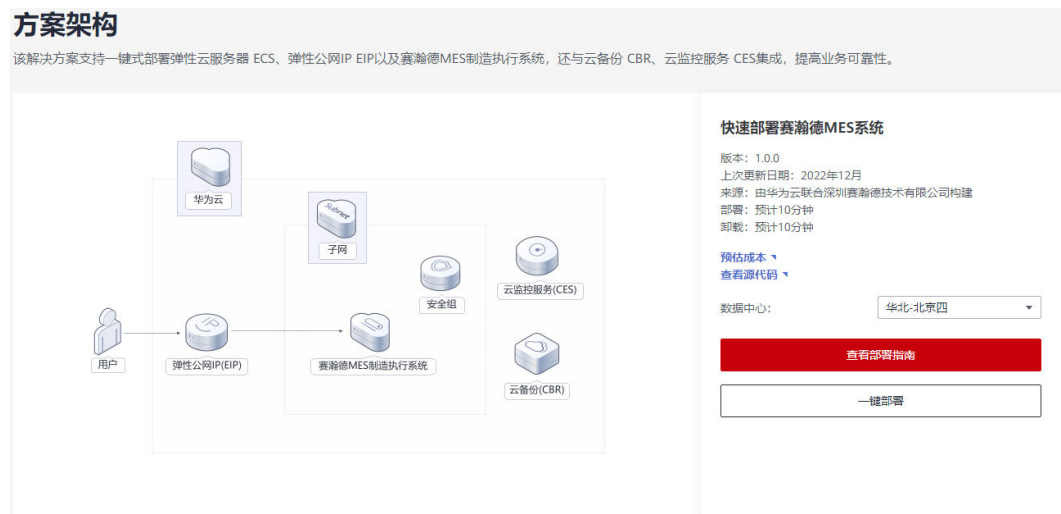 方案架构
该解决方案支持一键式部署弹性云服务器 ECS、弹性公网IP EIP以及赛瀚德MES制造执行系统，还与云备份 CBR、云监控服务 CES集成，提高业务可靠性。
华为云
Subnet
子网
安全组
云监控服务(CES)
用户
IP
弹性公网IP(EIP)
赛瀚德MES制造执行系统
云备份(CBR)
快速部署赛瀚德MES系统
版本：1.0.0
上次更新日期：2022年12月
来源：由华为云联合深圳赛瀚德技术有限公司构建
部署：预计10分钟
卸载：预计10分钟
预估成本
查看源代码
数据中心：
华北-北京四
查看部署指南
一键部署